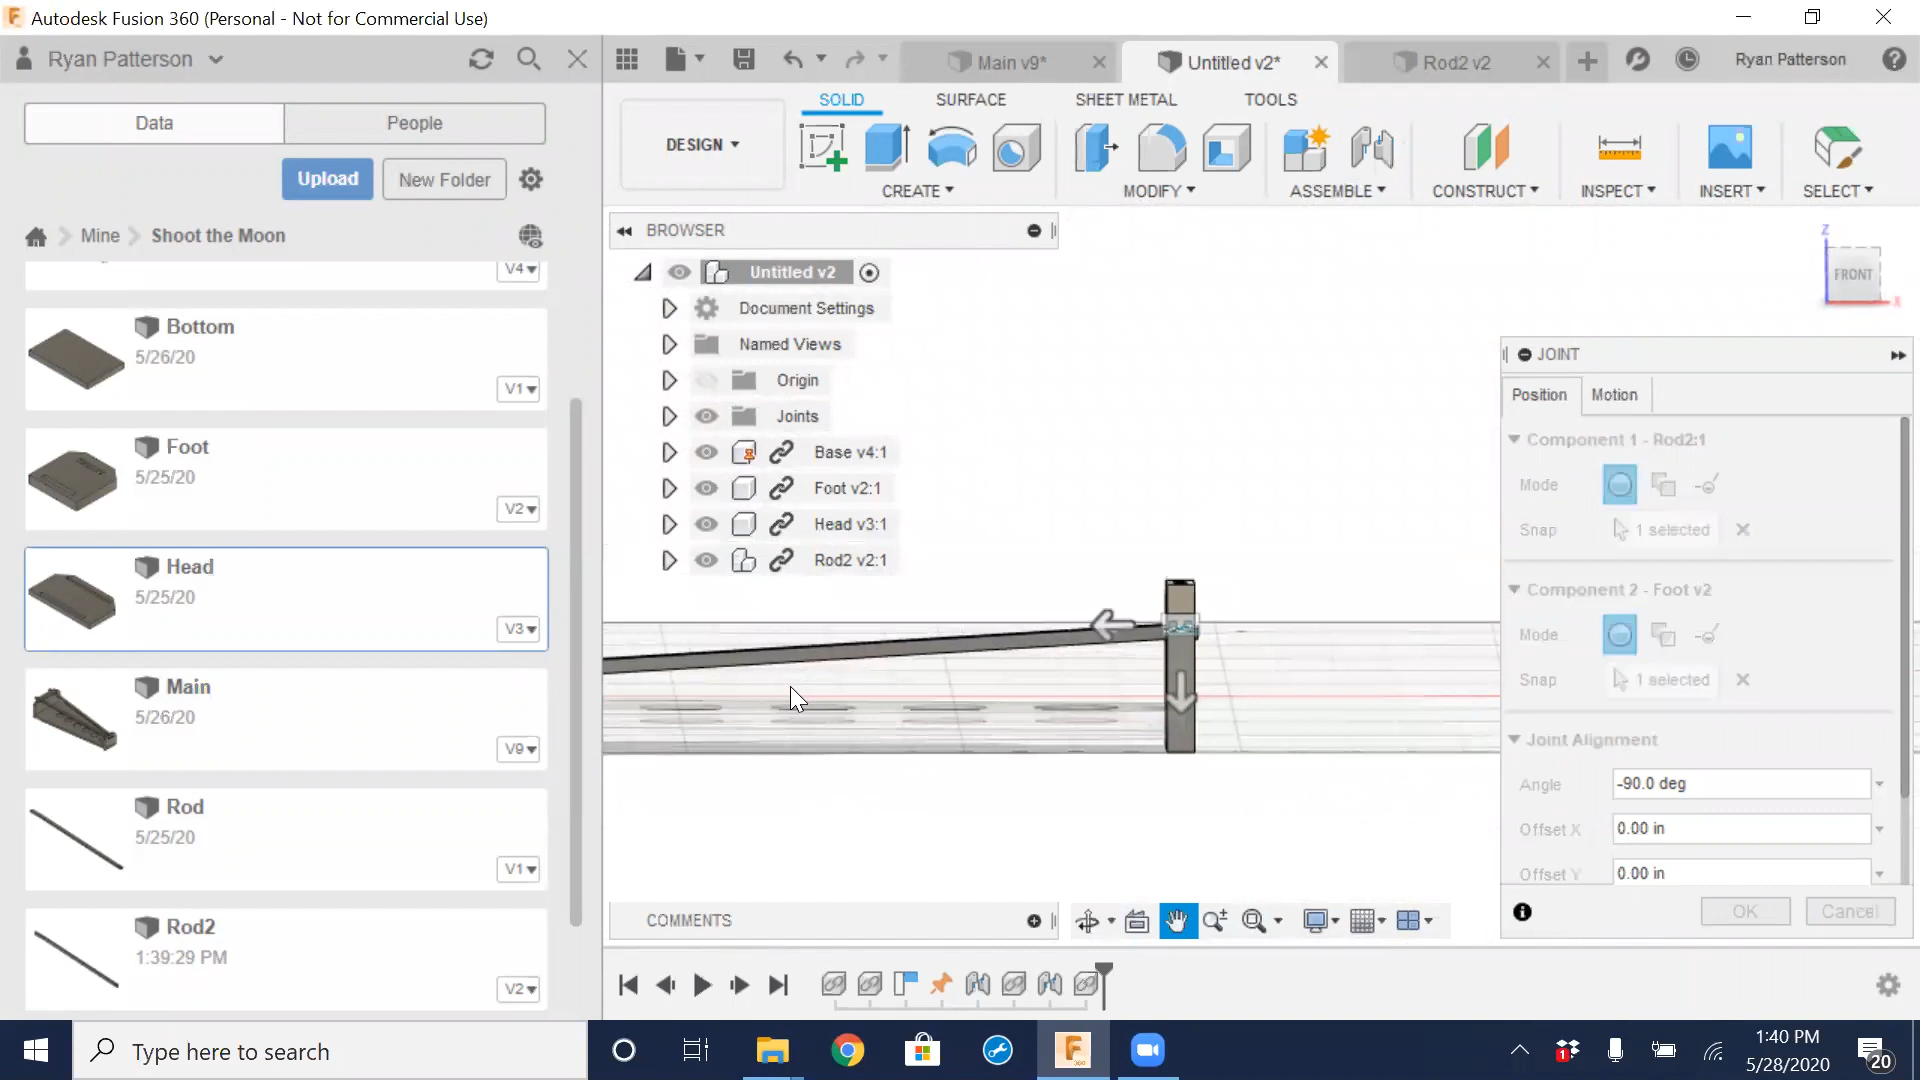 Autodesk Fusion 360 (Personal - Not for Commercial Use)
Ryan Patterson
Main v9*
Untitled v2*
Rod2 v2
Ryan Patterson
Data
People
SOLID
SURFACE
SHEET METAL
TOOLS
DESIGN
Upload
New Folder
CREATE
MODIFY
ASSEMBLE
CONSTRUCT
INSPECT
INSERT
SELECT
Mine
Shoot the Moon
V4
BROWSER
Untitled v2
Document Settings
Named Views
Origin
Joints
Base v4:1
Foot v2:1
Head v3:1
Rod2 v2:1
Z
FRONT
X
Bottom
5/26/20
V1
Foot
5/25/20
V2
Head
5/25/20
V3
Main
5/26/20
V9
Rod
5/25/20
V1
Rod2
1:39:29 PM
V2
JOINT
Position
Motion
Component 1 - Rod2:1
Mode
Snap
1 selected
Component 2 - Foot v2
Mode
Snap
1 selected
Joint Alignment
Angle
-90.0 deg
Offset X
0.00 in
Offset Y
0.00 in
OK
Cancel
COMMENTS
Type here to search
360
1
1:40 PM
5/28/2020
20